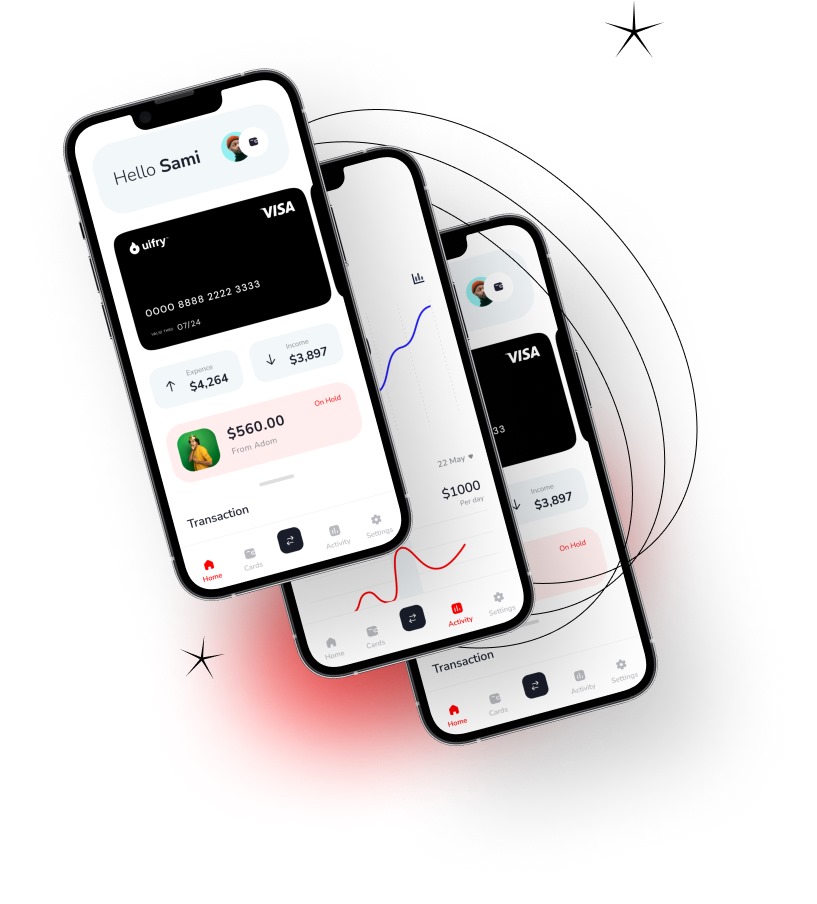 Hello Sami
VISA
uifry
0000 8888 2222 3333
VALID THRU 07/24
Expence
$4,264
Income
$3,897
On Hold
$560.00
From Adom
Transaction
Home
Cards
Activity
Settings
22 May
$1000
Per day
Home
Cards
Activity
Settings
VISA
33
Income
$3,897
On Hold
Transaction
Home
Cards
Activity
Settings